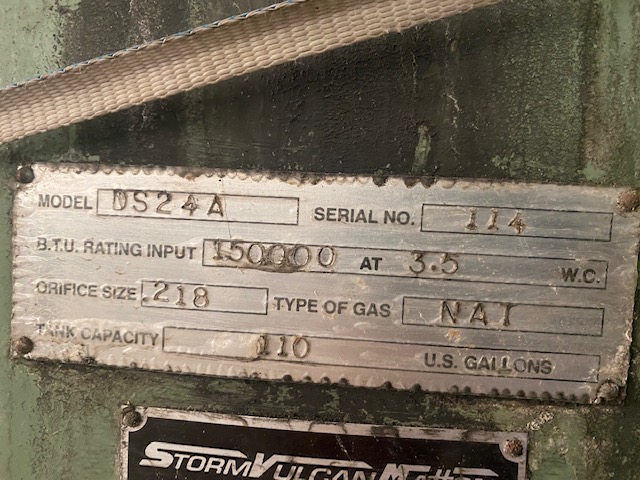 MODEL DS24A SERIAL NO. 114
B.T.U. RATING INPUT 150000 AT 3.5 W.C.
ORIFICE SIZE .218 TYPE OF GAS NAT
TANK CAPACITY 110 U.S. GALLONS
STORMVULCAN